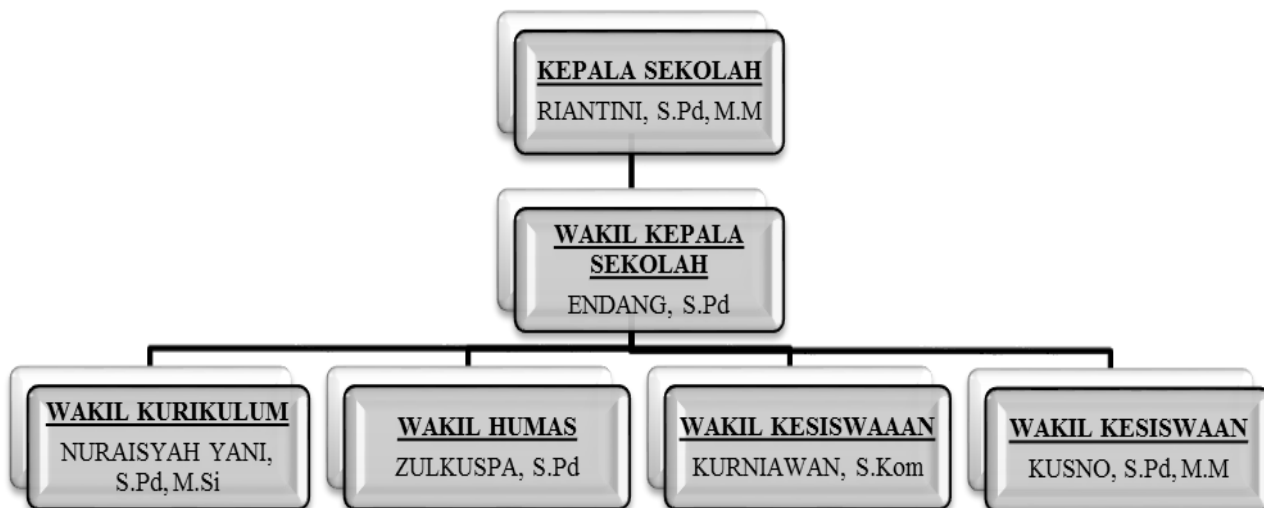 KEPALA SEKOLAH
RIANTINI, S.Pd, M.M
WAKIL KEPALA
SEKOLAH
ENDANG, S.Pd
WAKIL KURIKULUM
NURAISYAH YANI,
S.Pd, M.Si
WAKIL HUMAS
ZULKUSPA, S.Pd
WAKIL KESISWAAAN
KURNIAWAN, S.Kom
WAKIL KESISWAAN
KUSNO, S.Pd, M.M